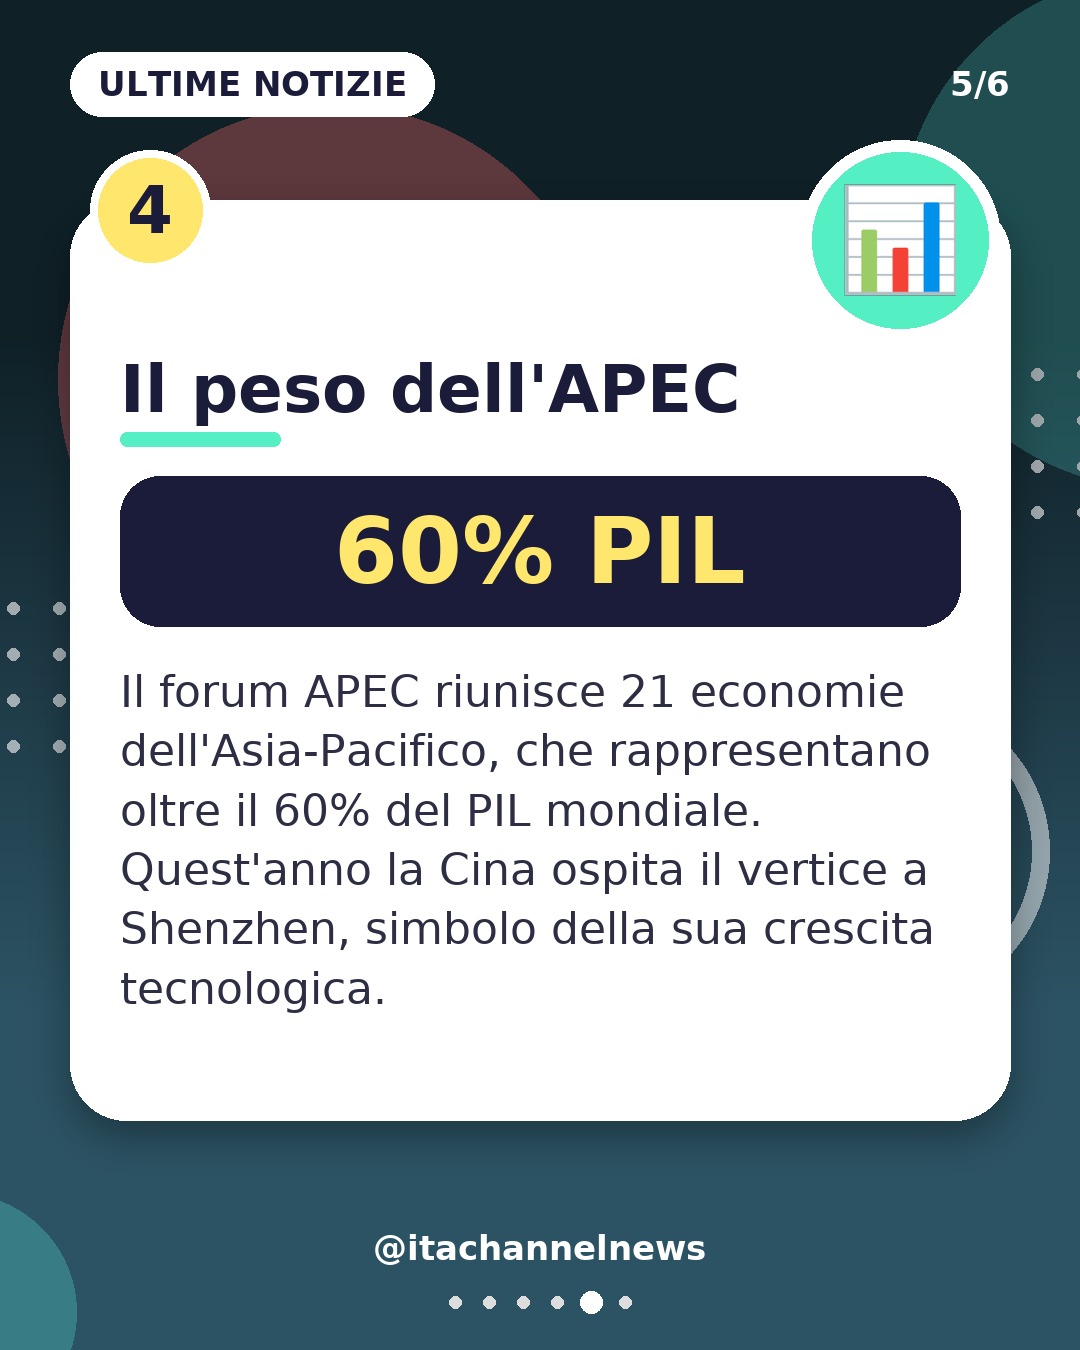 ULTIME NOTIZIE
5/6
4
Il peso dell'APEC
60% PIL
Il forum APEC riunisce 21 economie
dell'Asia-Pacifico, che rappresentano
oltre il 60% del PIL mondiale.
Quest'anno la Cina ospita il vertice a
Shenzhen, simbolo della sua crescita
tecnologica.
@itachannelnews